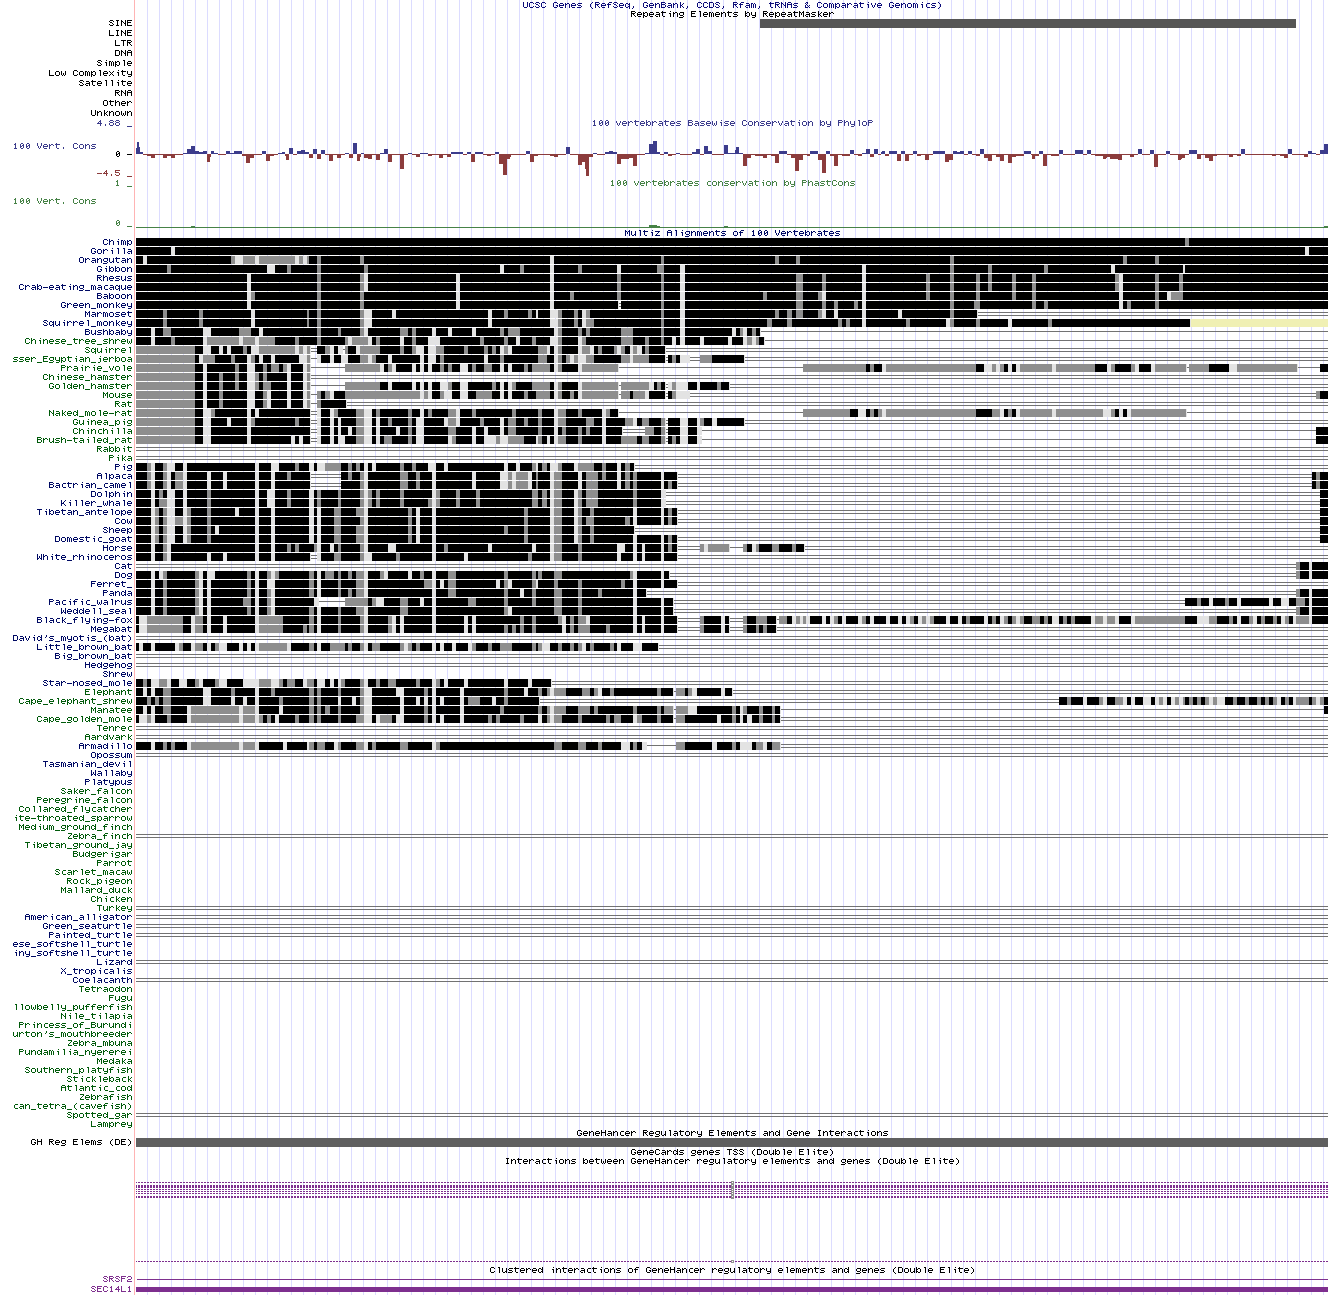 UCSC Genes (RefSeq, GenBank, CCDS, Rfam, tRNAs & Comparative Genomics)
Repeating Elements by RepeatMasker
SINE
LINE
LTR
DNA
Simple
Low Complexity
Satellite
RNA
Other
Unknown
4.88 _
100 vertebrates Basewise Conservation by PhyloP
100 Vert. Cons
0 _
-4.5 _
100 vertebrates conservation by PhastCons
1 _
100 Vert. Cons
0 _
Multiz Alignments of 100 Vertebrates
Chimp
Gorilla
Orangutan
Gibbon
Rhesus
Crab-eating_macaque
Baboon
Green_monkey
Marmoset
Squirrel_monkey
Bushbaby
Chinese_tree_shrew
Squirrel
sser_Egyptian_jerboa
Prairie_vole
Chinese_hamster
Golden_hamster
Mouse
Rat
Naked_mole-rat
Guinea_pig
Chinchilla
Brush-tailed_rat
Rabbit
Pika
Pig
Alpaca
Bactrian_camel
Dolphin
Killer_whale
Tibetan_antelope
Cow
Sheep
Domestic_goat
Horse
White_rhinoceros
Cat
Dog
Ferret_
Panda
Pacific_walrus
Weddell_seal
Black_flying-fox
Megabat
David's_myotis_(bat)
Little_brown_bat
Big_brown_bat
Hedgehog
Shrew
Star-nosed_mole
Elephant
Cape_elephant_shrew
Manatee
Cape_golden_mole
Tenrec
Aardvark
Armadillo
Opossum
Tasmanian_devil
Wallaby
Platypus
Saker_falcon
Peregrine_falcon
Collared_flycatcher
ite-throated_sparrow
Medium_ground_finch
Zebra_finch
Tibetan_ground_jay
Budgerigar
Parrot
Scarlet_macaw
Rock_pigeon
Mallard_duck
Chicken
Turkey
American_alligator
Green_seaturtle
Painted_turtle
ese_softshell_turtle
iny_softshell_turtle
Lizard
X_tropicalis
Coelacanth
Tetraodon
Fugu
llowbelly_pufferfish
Nile_tilapia
Princess_of_Burundi
urton's_mouthbreeder
Zebra_mbuna
Pundamilia_nyererei
Medaka
Southern_platyfish
Stickleback
Atlantic_cod
Zebrafish
can_tetra_(cavefish)
Spotted_gar
Lamprey
GeneHancer Regulatory Elements and Gene Interactions
GH Reg Elems (DE)
GeneCards genes TSS (Double Elite)
Interactions between GeneHancer regulatory elements and genes (Double Elite)
Clustered interactions of GeneHancer regulatory elements and genes (Double Elite)
SRSF2
SEC14L1